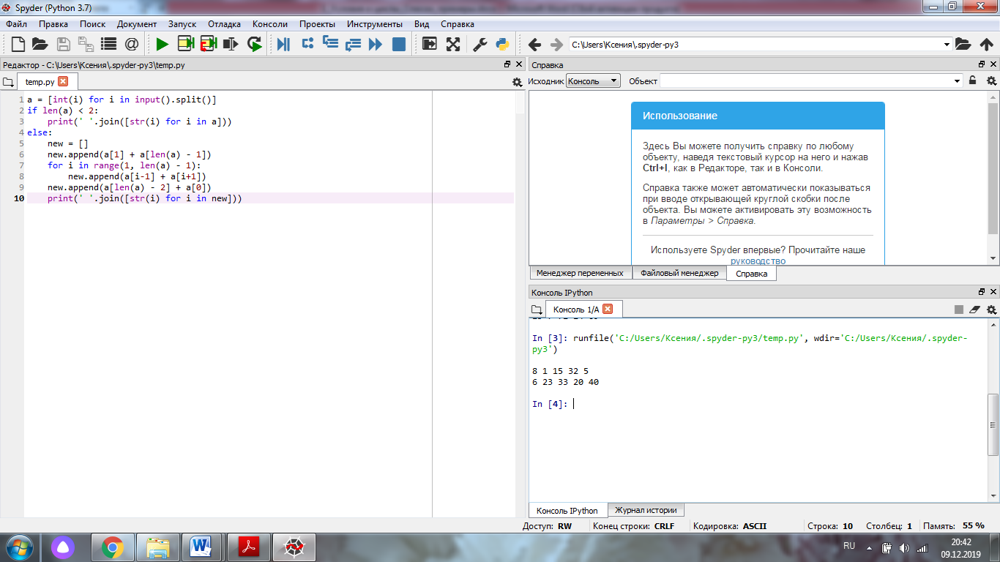 Spyder (Python 3.7)
Файл Правка Поиск Документ Запуск Отладка Консоли Проекты Инструменты Вид Справка
C:\Users\Ксения\.spyder-py3
Редактор - C:\Users\Ксения\.spyder-py3\temp.py
temp.py
1 a = [int(i) for i in input().split()]
2 if len(a) < 2:
3     print(' '.join([str(i) for i in a]))
4 else:
5     new = []
6     new.append(a[1] + a[len(a) - 1])
7     for i in range(1, len(a) - 1):
8         new.append(a[i-1] + a[i+1])
9     new.append(a[len(a) - 2] + a[0])
10     print(' '.join([str(i) for i in new]))
Справка
Исходник Консоль Объект
Использование
Здесь Вы можете получить справку по любому
объекту, наведя текстовый курсор на него и нажав
Ctrl+I, как в Редакторе, так и в Консоли.
Справка также может автоматически показываться
при вводе открывающей круглой скобки после
объекта. Вы можете активировать эту возможность
в Параметры > Справка.
Используете Spyder впервые? Прочитайте наше
руководство
Менеджер переменных Файловый менеджер Справка
Консоль IPython
Консоль 1/A
In [3]: runfile('C:/Users/Ксения/.spyder-py3/temp.py', wdir='C:/Users/Ксения/.spyder-
py3')
8 1 15 32 5
6 23 33 20 40
In [4]:
Консоль IPython Журнал истории
Доступ: RW Конец строки: CRLF Кодировка: ASCII Строка: 10 Столбец: 1 Память: 55 %
RU
20:42
09.12.2019